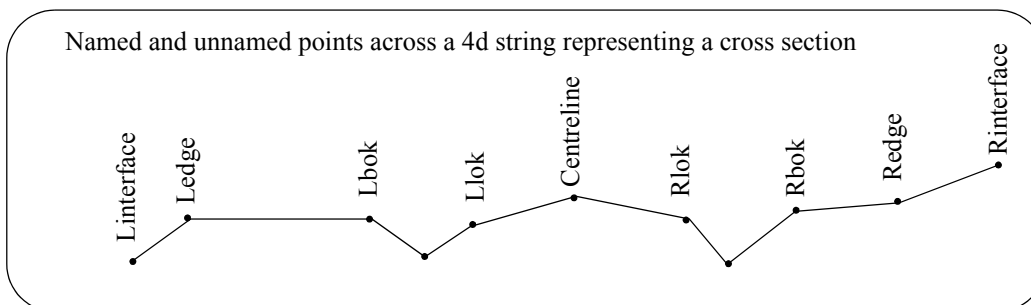 Named and unnamed points across a 4d string representing a cross section
Linterface
Ledge
Lbok
Llok
Centreline
Rlok
Rbok
Redge
Rinterface